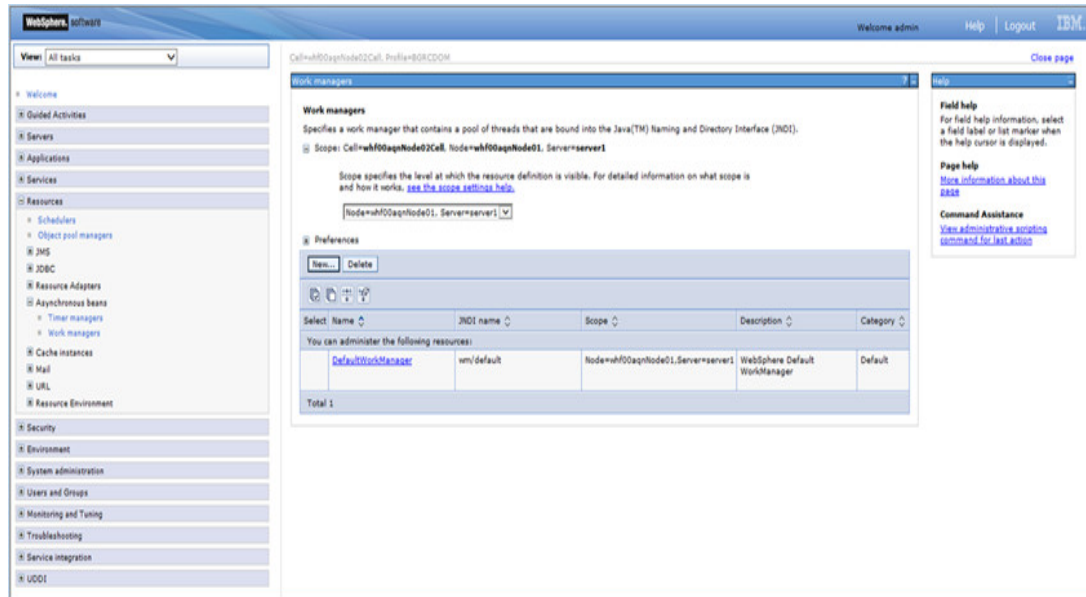 WebSphere. software
Welcome admin
Help | Logout
IBM.
View: All tasks
Welcome
Guided Activities
Servers
Applications
Services
Resources
Schedulers
Object pool managers
JMS
JDBC
Resource Adapters
Asynchronous beans
Timer managers
Work managers
Cache instances
Mail
URL
Resource Environment
Security
Environment
System administration
Users and Groups
Monitoring and Tuning
Troubleshooting
Service integration
UDDI
Cell=whf00aqnNode02Cell, Profile=BGRCDOM
Close page
Work managers
Work managers
Specifies a work manager that contains a pool of threads that are bound into the Java(TM) Naming and Directory Interface (JNDI).
Scope: Cell=whf00aqnNode02Cell, Node=whf00aqnNode01, Server=server1
Scope specifies the level at which the resource definition is visible. For detailed information on what scope is
and how it works, see the scope settings help.
Node=whf00aqnNode01, Server=server1
Preferences
New... Delete
Select Name JNDI name Scope Description Category
You can administer the following resources:
DefaultWorkManager wm/default Node=whf00aqnNode01,Server=server1 WebSphere Default Default
WorkManager
Total 1
Help
Field help
For field help information, select
a field label or list marker when
the help cursor is displayed.
Page help
More information about this
page
Command Assistance
View administrative scripting
command for last action